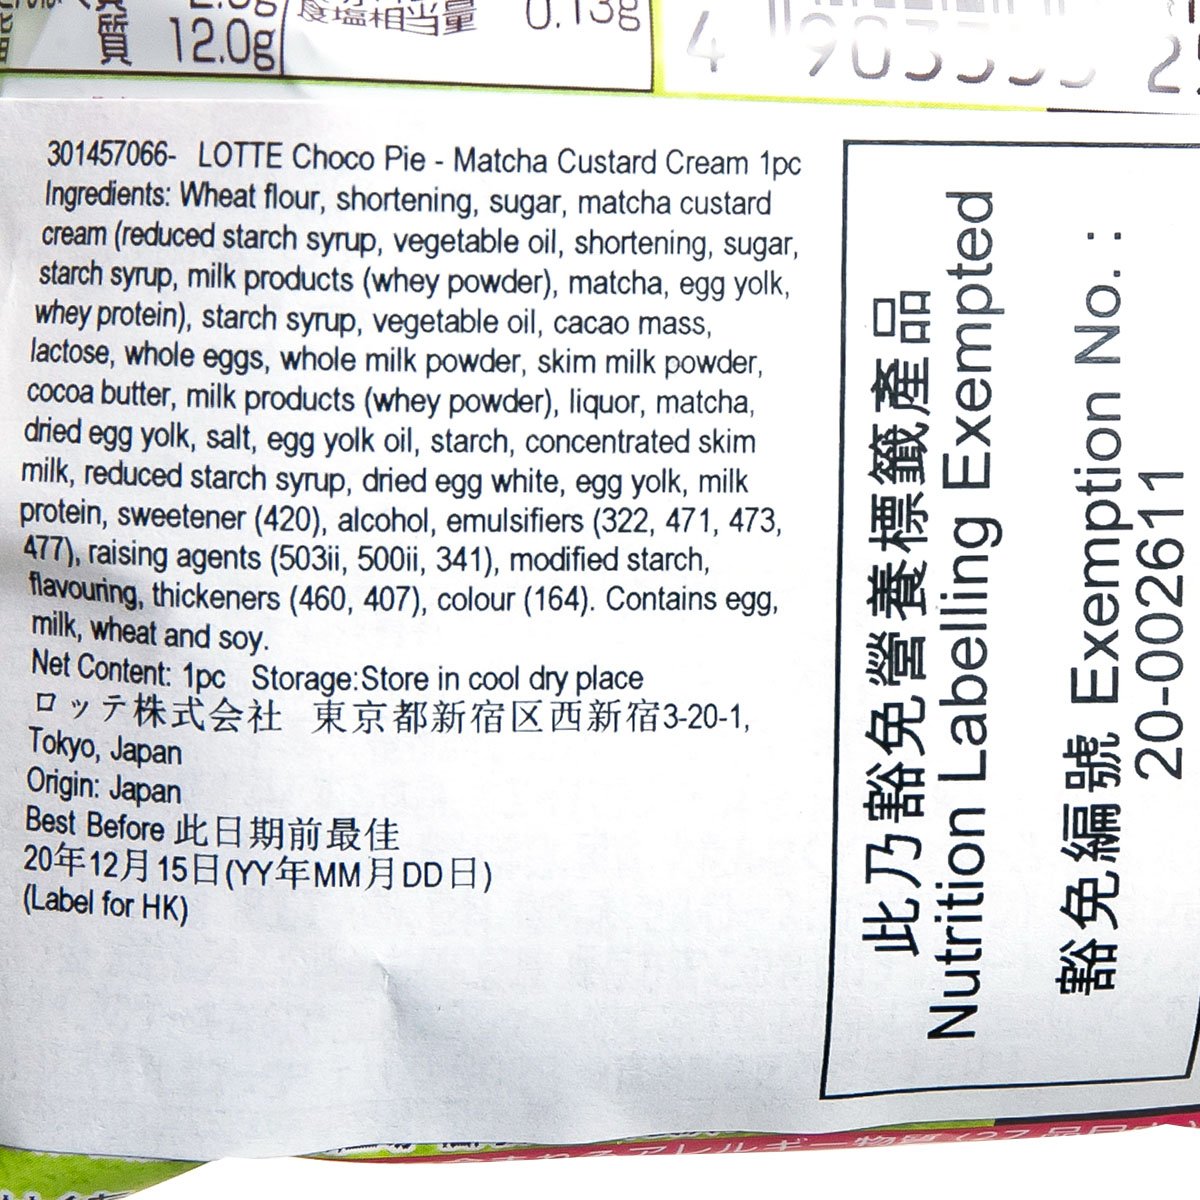 質 12.0g
食塩相当量 0.13g
301457066- LOTTE Choco Pie - Matcha Custard Cream 1pc
Ingredients: Wheat flour, shortening, sugar, matcha custard
cream (reduced starch syrup, vegetable oil, shortening, sugar,
starch syrup, milk products (whey powder), matcha, egg yolk,
whey protein), starch syrup, vegetable oil, cacao mass,
lactose, whole eggs, whole milk powder, skim milk powder,
cocoa butter, milk products (whey powder), liquor, matcha,
dried egg yolk, salt, egg yolk oil, starch, concentrated skim
milk, reduced starch syrup, dried egg white, egg yolk, milk
protein, sweetener (420), alcohol, emulsifiers (322, 471, 473,
477), raising agents (503ii, 500ii, 341), modified starch,
flavouring, thickeners (460, 407), colour (164). Contains egg,
milk, wheat and soy.
Net Content: 1pc Storage:Store in cool dry place
ロッテ株式会社 東京都新宿区西新宿3-20-1,
Tokyo, Japan
Origin: Japan
Best Before 此日期前最佳
20年12月15日(YY年MM月DD日)
(Label for HK)
此乃豁免營養標籤產品
Nutrition Labelling Exempted
豁免編號 Exemption No. :
20-002611
アレルギー物質